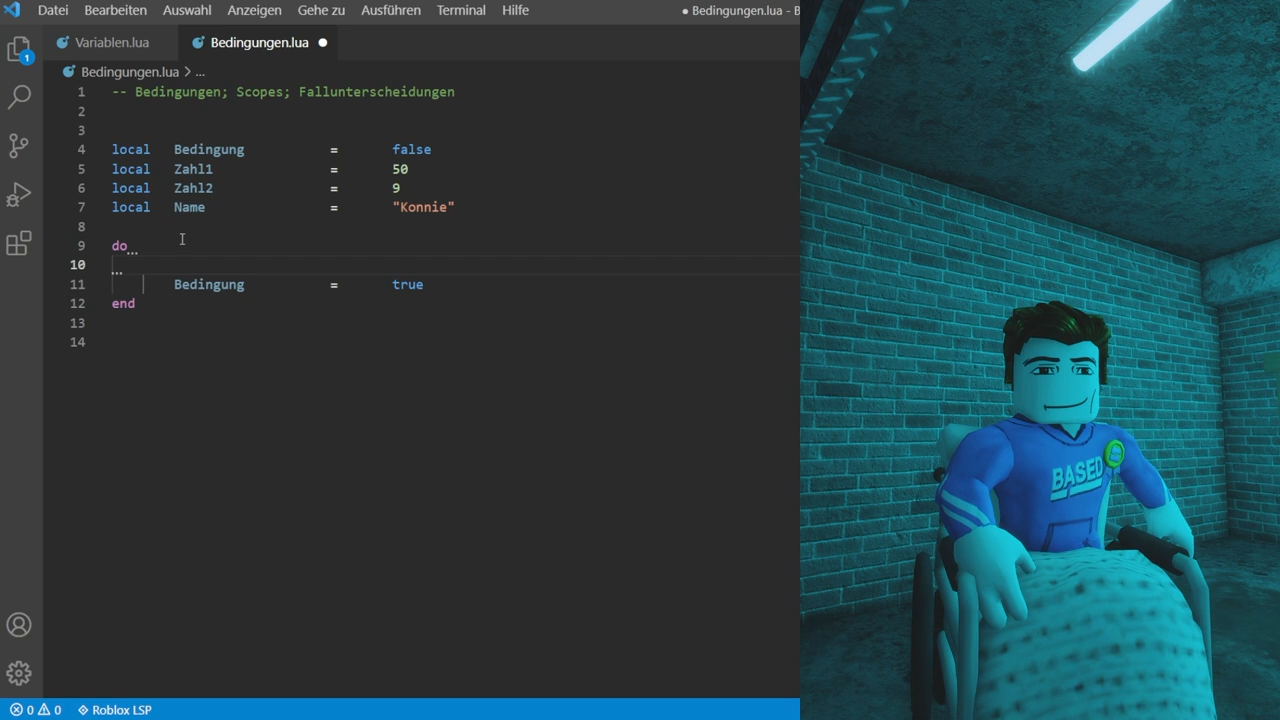 Datei Bearbeiten Auswahl Anzeigen Gehe zu Ausführen Terminal Hilfe ● Bedingungen.lua - B
Variablen.lua Bedingungen.lua ●
Bedingungen.lua > ...
1 -- Bedingungen; Scopes; Fallunterscheidungen
2
3
4 local Bedingung = false
5 local Zahl1 = 50
6 local Zahl2 = 9
7 local Name = "Konnie"
8
9 do...
10 ...
11 Bedingung = true
12 end
13
14
1
BASED
0 0 Roblox LSP